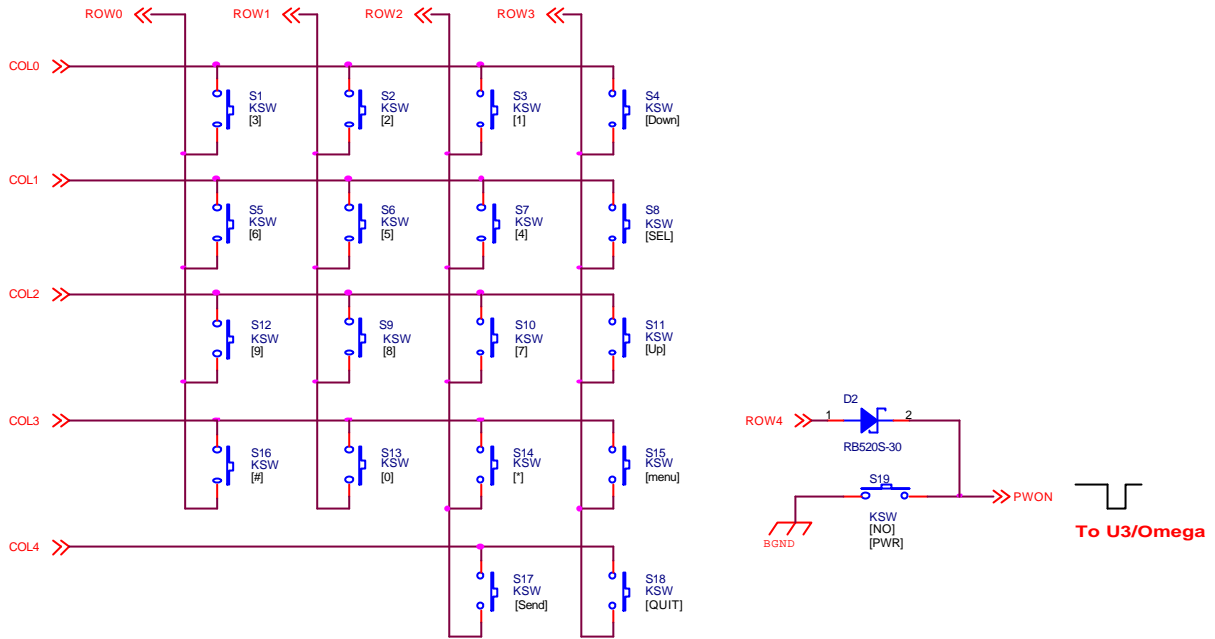 ROW0
ROW1
ROW2
ROW3
COL0
S1
KSW
[3]
S2
KSW
[2]
S3
KSW
[1]
S4
KSW
[Down]
COL1
S5
KSW
[6]
S6
KSW
[5]
S7
KSW
[4]
S8
KSW
[SEL]
COL2
S12
KSW
[9]
S9
KSW
[8]
S10
KSW
[7]
S11
KSW
[Up]
COL3
S16
KSW
[#]
S13
KSW
[0]
S14
KSW
[*]
S15
KSW
[menu]
COL4
S17
KSW
[Send]
S18
KSW
[QUIT]
D2
ROW4
1
2
RB520S-30
S19
PWON
KSW
[NO]
[PWR]
BGND
To U3/Omega